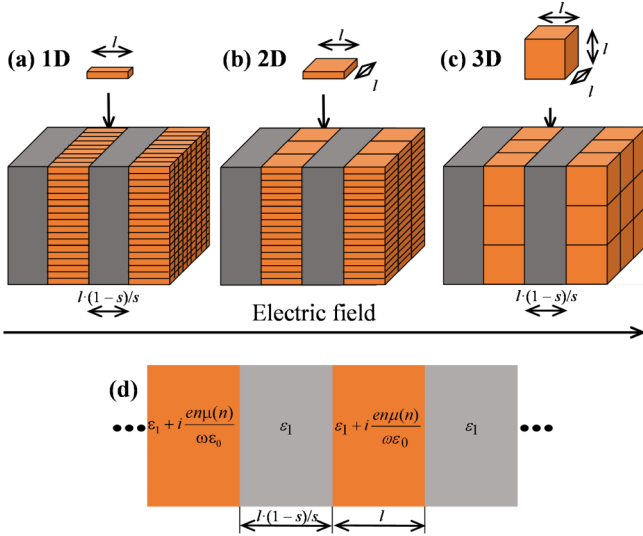 l l l
(a) 1D (b) 2D (c) 3D l
l l
l·(1 – s)/s l·(1 – s)/s
Electric field
(d)
ε₁ + i enμ(n)/ωε₀ ε₁ ε₁ + i enμ(n)/ωε₀ ε₁
l·(1 – s)/s l